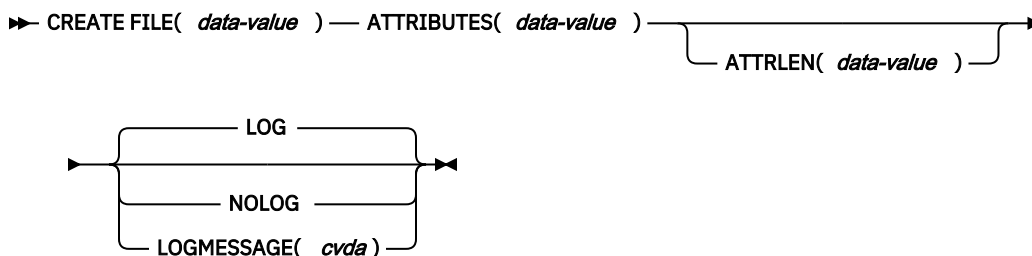 CREATE FILE( data-value ) ATTRIBUTES( data-value )
ATTRLEN( data-value )
LOG
NOLOG
LOGMESSAGE( cvda )